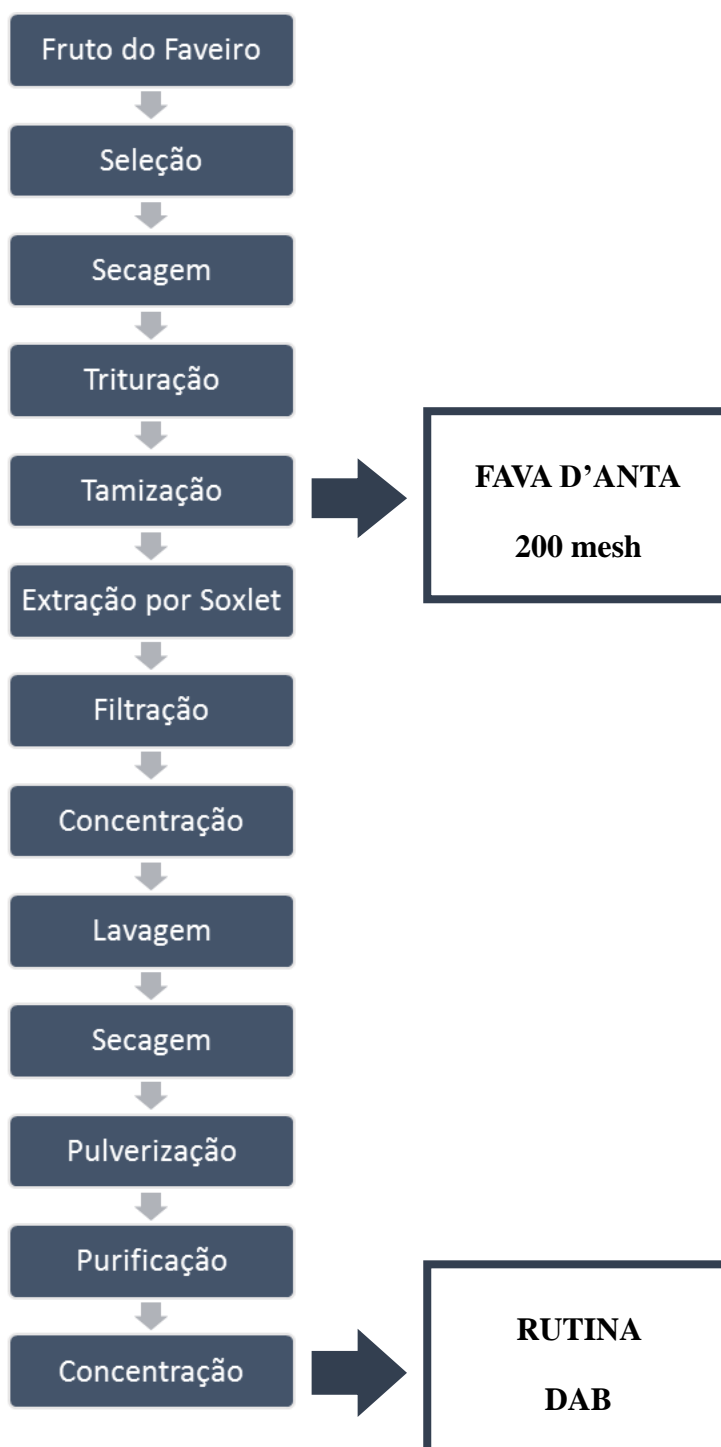 Fruto do Faveiro
Seleção
Secagem
Trituração
Tamização
FAVA D’ANTA
200 mesh
Extração por Soxlet
Filtração
Concentração
Lavagem
Secagem
Pulverização
Purificação
Concentração
RUTINA
DAB